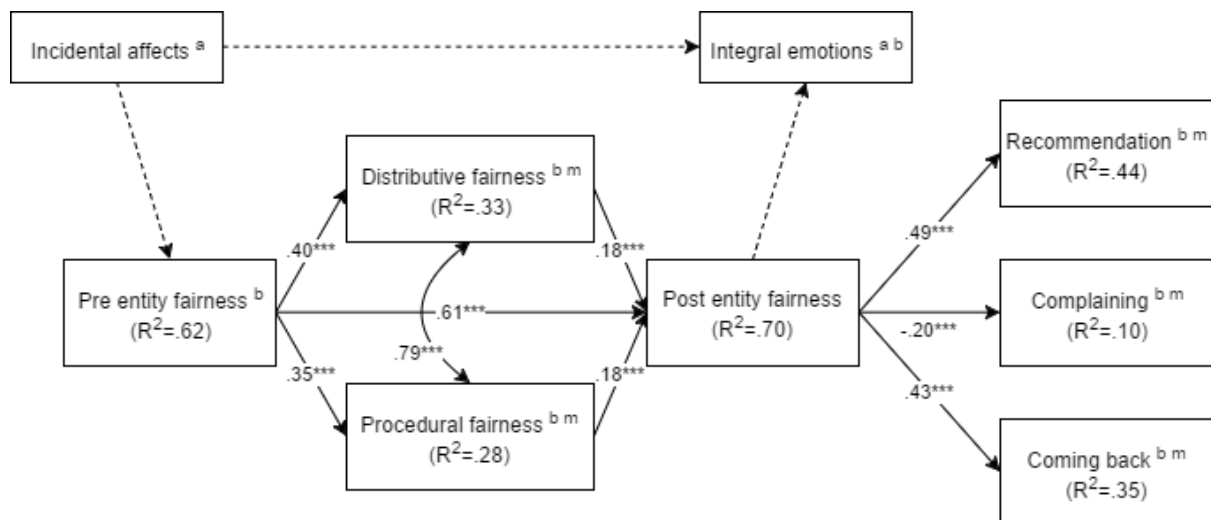 Incidental affects a
Integral emotions a b
Recommendation b m
(R2=.44)
Distributive fairness b m
(R2=.33)
.40***
.18***
.49***
Pre entity fairness b
(R2=.62)
.61***
Post entity fairness
(R2=.70)
Complaining b m
(R2=.10)
-.20***
.79***
.35***
.18***
.43***
Procedural fairness b m
(R2=.28)
Coming back b m
(R2=.35)